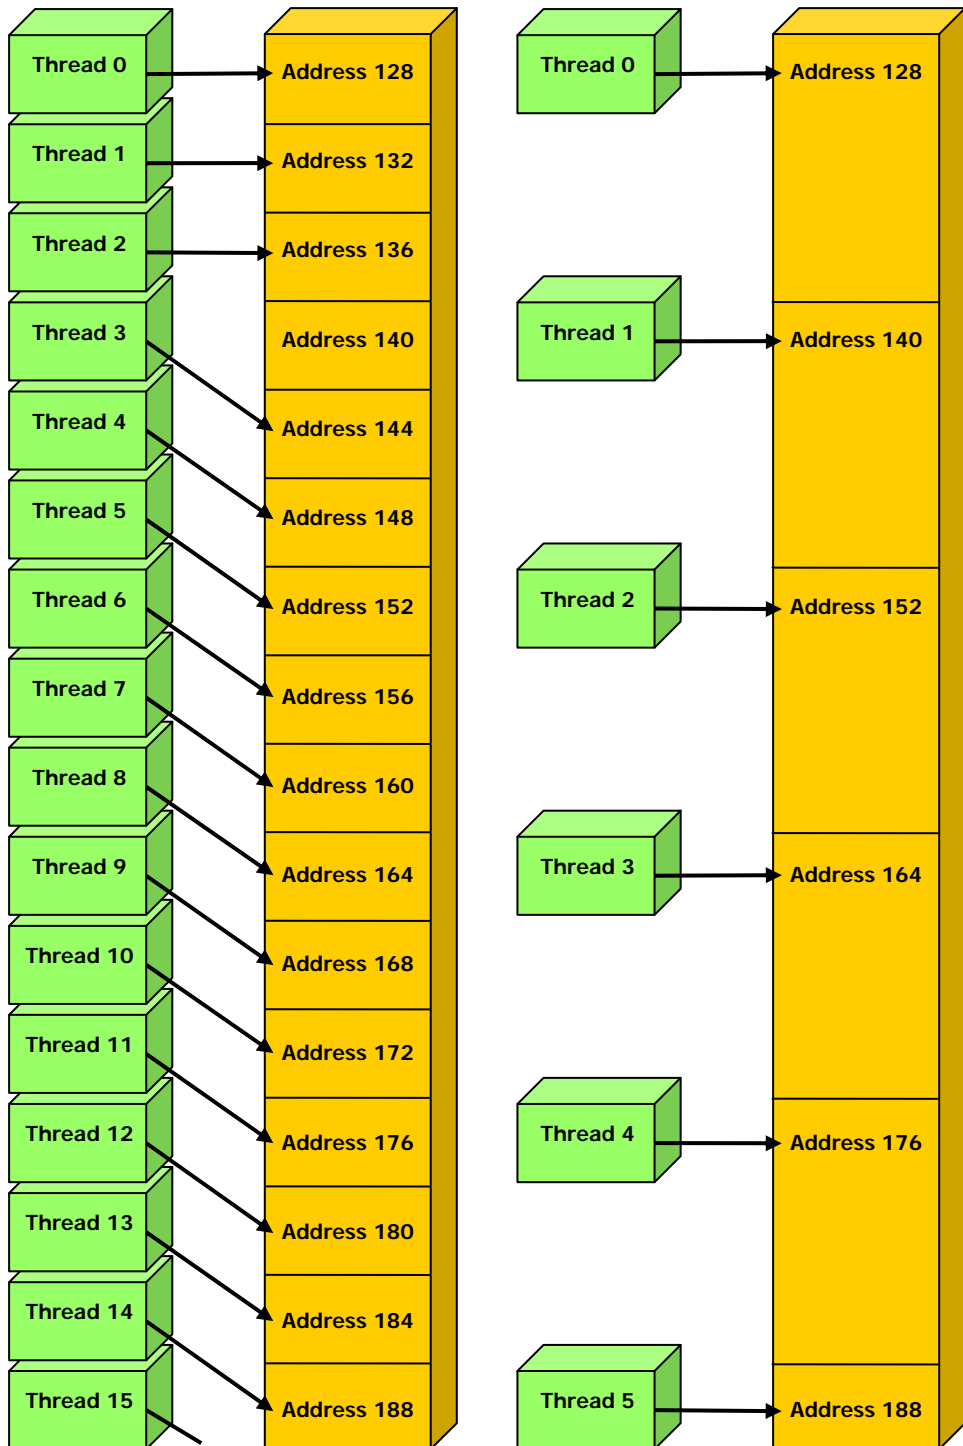 Thread 0
Address 128
Thread 1
Address 132
Thread 2
Address 136
Thread 3
Address 140
Thread 4
Address 144
Thread 5
Address 148
Thread 6
Address 152
Thread 7
Address 156
Thread 8
Address 160
Thread 9
Address 164
Thread 10
Address 168
Thread 11
Address 172
Thread 12
Address 176
Thread 13
Address 180
Thread 14
Address 184
Thread 15
Address 188
Thread 0
Address 128
Thread 1
Address 140
Thread 2
Address 152
Thread 3
Address 164
Thread 4
Address 176
Thread 5
Address 188